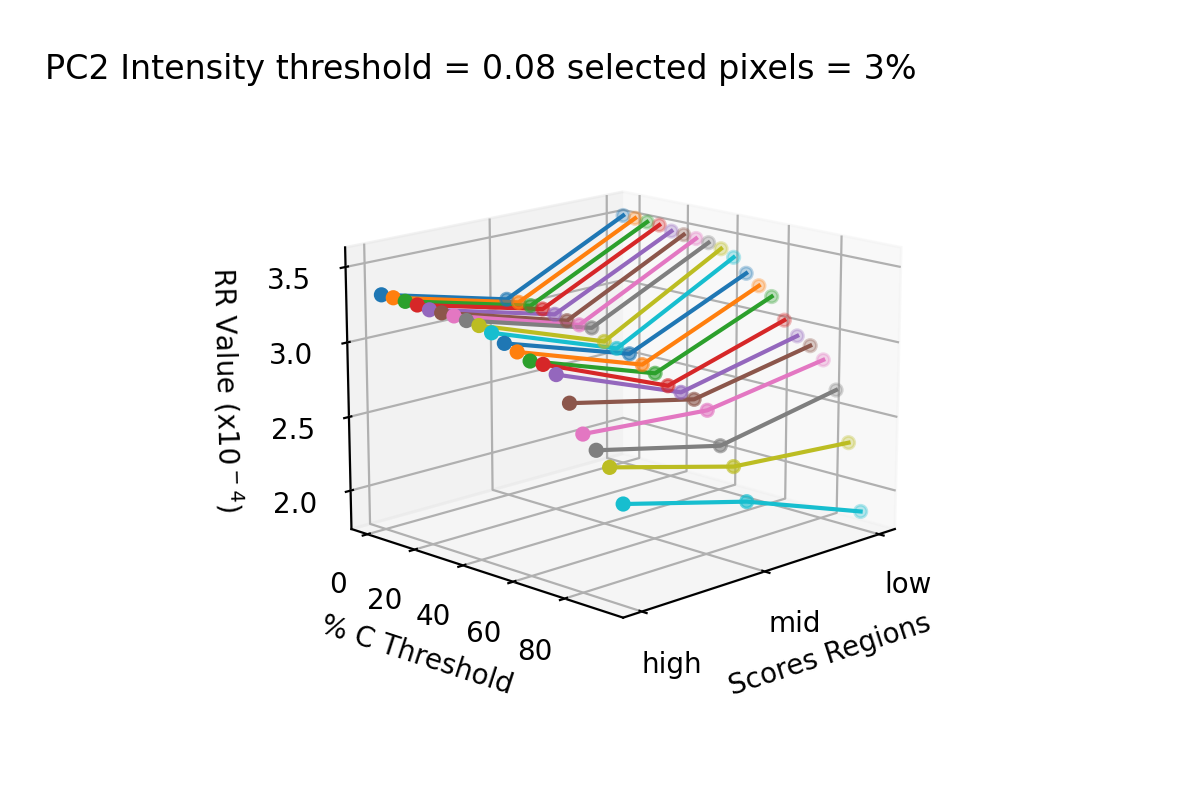 PC2 Intensity threshold = 0.08 selected pixels = 3%
RR Value (x10⁻⁴)
3.5
3.0
2.5
2.0
0
20
40
60
80
% C Threshold
high
mid
low
Scores Regions